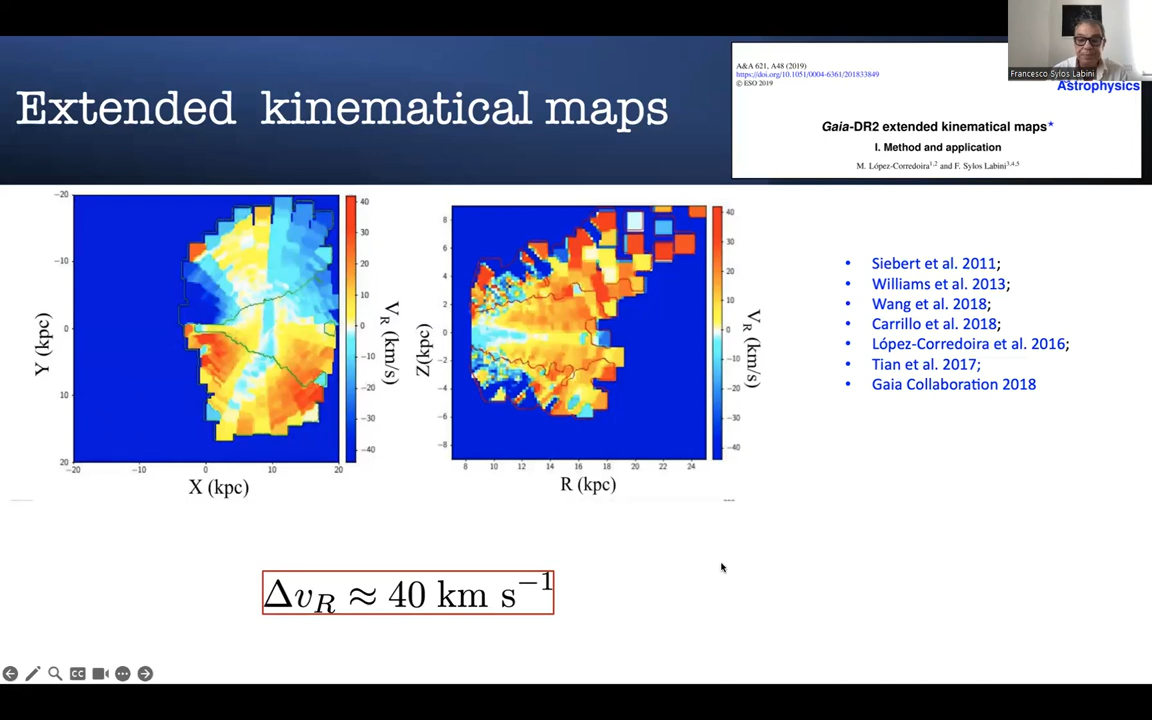 Francesco Sylos Labini
A&A 621, A48 (2019)
https://doi.org/10.1051/0004-6361/201833849
© ESO 2019
Astrophysics
Extended kinematical maps
Gaia-DR2 extended kinematical maps*
I. Method and application
M. López-Corredoira1,2 and F. Sylos Labini3,4,5
−20
−10
0
10
20
Y (kpc)
−20
−10
0
10
20
X (kpc)
40
30
20
10
0
−10
−20
−30
−40
V_R (km/s)
8
6
4
2
0
−2
−4
−6
−8
Z(kpc)
8
10
12
14
16
18
20
22
24
R (kpc)
40
30
20
10
0
−10
−20
−30
−40
V_R (km/s)
• Siebert et al. 2011;
• Williams et al. 2013;
• Wang et al. 2018;
• Carrillo et al. 2018;
• López-Corredoira et al. 2016;
• Tian et al. 2017;
• Gaia Collaboration 2018
Δv_R ≈ 40 km s⁻¹
CC